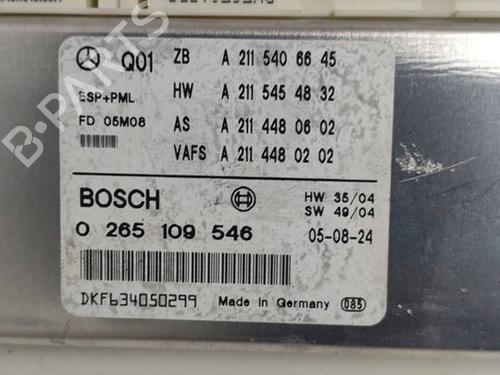 Q01 ZB A 211 540 66 45
ESP+PML HW A 211 545 48 32
FD 05M08 AS A 211 448 06 02
VAFS A 211 448 02 02
BOSCH HW 35/04
SW 49/04
0 265 109 546 05-08-24
DKF634050299 Made in Germany 085
B-PARTS